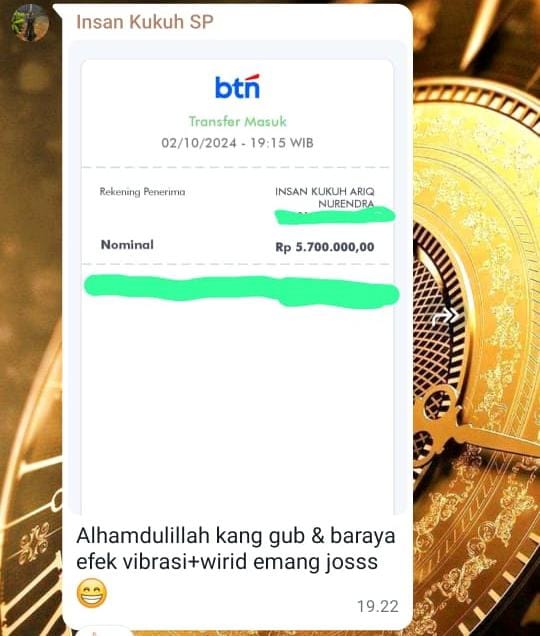 Insan Kukuh SP
btn
Transfer Masuk
02/10/2024 - 19:15 WIB
Rekening Penerima
INSAN KUKUH ARIQ
NURENDRA
Nominal
Rp 5.700.000,00
Alhamdulillah kang gub & baraya
efek vibrasi+wirid emang josss
😁
19.22